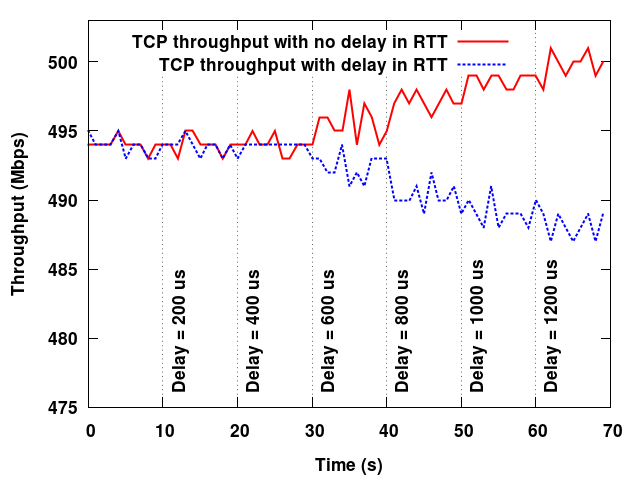 TCP throughput with no delay in RTT
TCP throughput with delay in RTT
500
495
490
485
480
475
Throughput (Mbps)
Delay = 200 us
Delay = 400 us
Delay = 600 us
Delay = 800 us
Delay = 1000 us
Delay = 1200 us
0 10 20 30 40 50 60 70
Time (s)